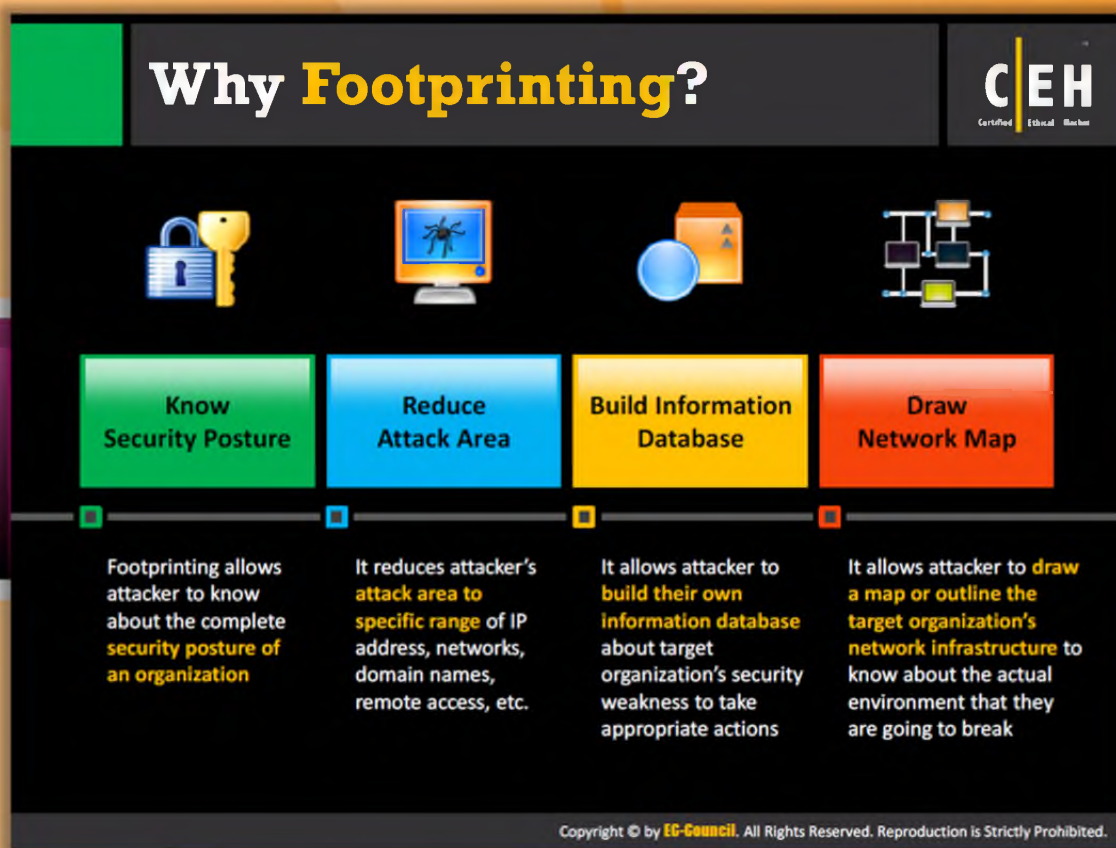 Why Footprinting?
C|EH
Certified Ethical Hacker
Know
Security Posture
Reduce
Attack Area
Build Information
Database
Draw
Network Map
Footprinting allows
attacker to know
about the complete
security posture of
an organization
It reduces attacker's
attack area to
specific range of IP
address, networks,
domain names,
remote access, etc.
It allows attacker to
build their own
information database
about target
organization's security
weakness to take
appropriate actions
It allows attacker to draw
a map or outline the
target organization's
network infrastructure to
know about the actual
environment that they
are going to break
Copyright © by EC-Council. All Rights Reserved. Reproduction is Strictly Prohibited.